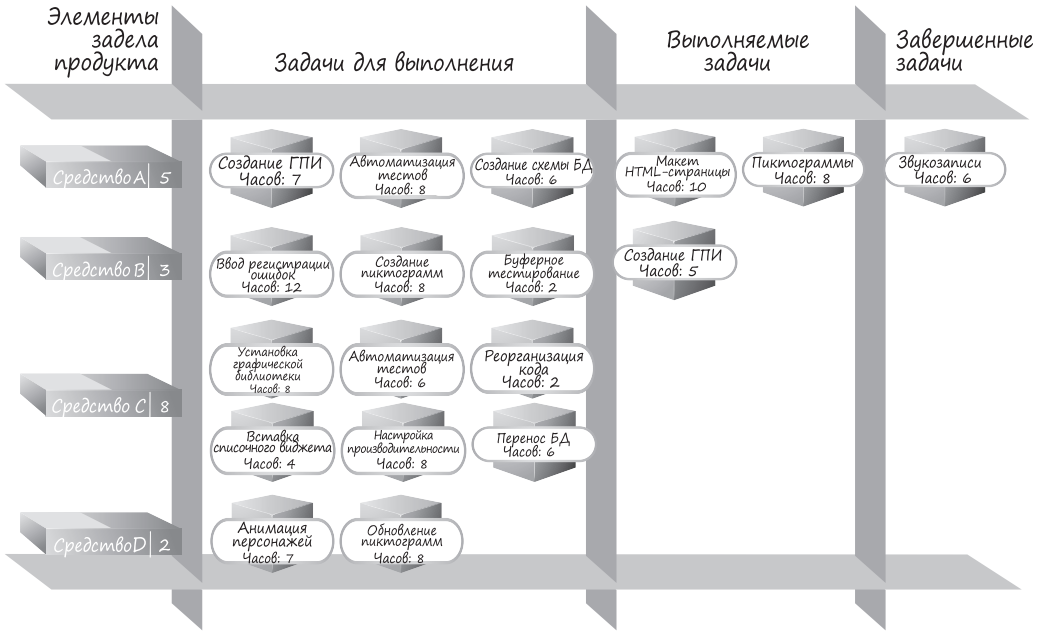 Элементы
задела
продукта
Задачи для выполнения
Выполняемые
задачи
Завершенные
задачи
Средство A 5
Создание ГПИ
Часов: 7
Автоматизация
тестов
Часов: 8
Создание схемы БД
Часов: 6
Макет
HTML-страницы
Часов: 10
Пиктограммы
Часов: 8
Звукозаписи
Часов: 6
Средство B 3
Ввод регистрации
ошибок
Часов: 12
Создание
пиктограмм
Часов: 8
Буферное
тестирование
Часов: 2
Создание ГПИ
Часов: 5
Средство C 8
Установка
графической
библиотеки
Часов: 8
Автоматизация
тестов
Часов: 6
Реорганизация
кода
Часов: 2
Вставка
списочного виджета
Часов: 4
Настройка
производительности
Часов: 8
Перенос БД
Часов: 6
Средство D 2
Анимация
персонажей
Часов: 7
Обновление
пиктограмм
Часов: 8